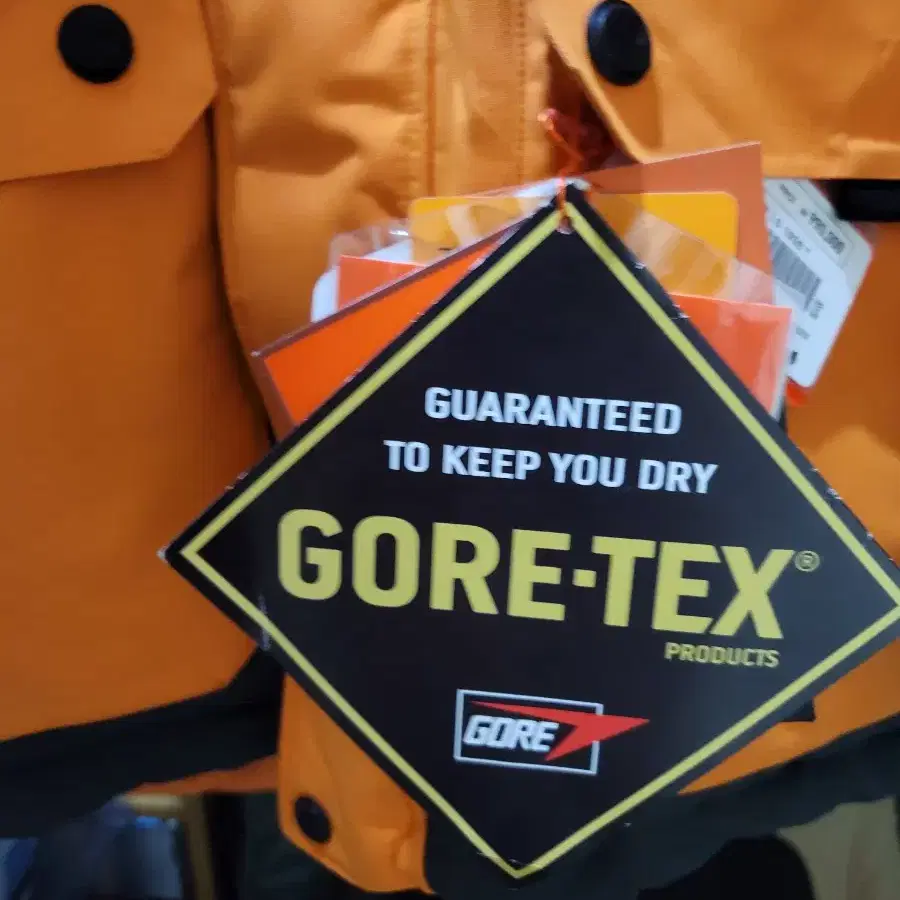 GUARANTEED
TO KEEP YOU DRY
GORE-TEX®
PRODUCTS
GORE